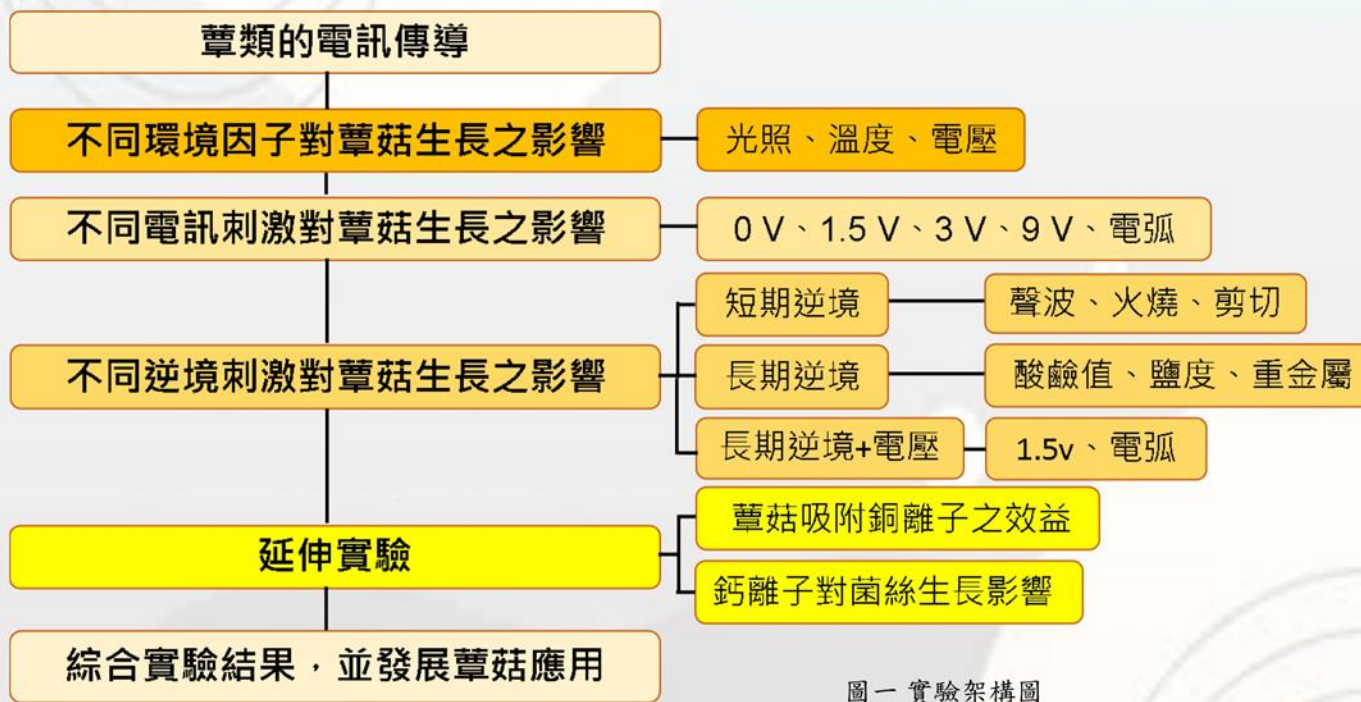 蕈類的電訊傳導
不同環境因子對蕈菇生長之影響
光照、溫度、電壓
不同電訊刺激對蕈菇生長之影響
0 V、1.5 V、3 V、9 V、電弧
不同逆境刺激對蕈菇生長之影響
短期逆境
聲波、火燒、剪切
長期逆境
酸鹼值、鹽度、重金屬
長期逆境+電壓
1.5v、電弧
延伸實驗
蕈菇吸附銅離子之效益
鈣離子對菌絲生長影響
綜合實驗結果，並發展蕈菇應用
圖一 實驗架構圖